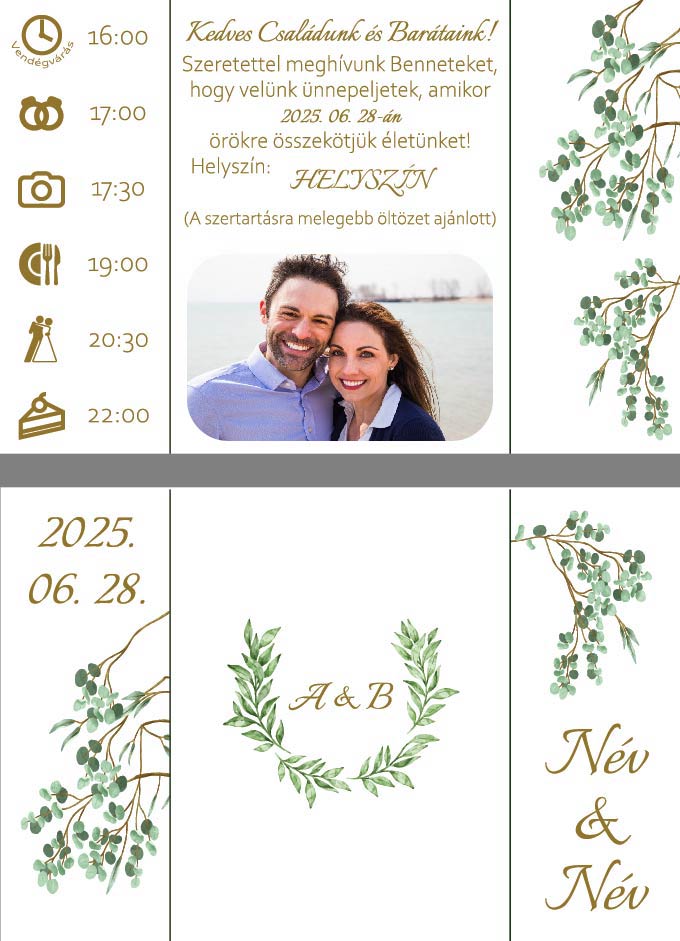 Vendégvárás
16:00
17:00
17:30
19:00
20:30
22:00
Kedves Családunk és Barátaink!
Szeretettel meghívunk Benneteket,
hogy velünk ünnepeljetek, amikor
2025. 06. 28-án
örökre összekötjük életünket!
Helyszín:
HELYSZÍN
(A szertartásra melegebb öltözet ajánlott)
2025.
06. 28.
A & B
Név
&
Név